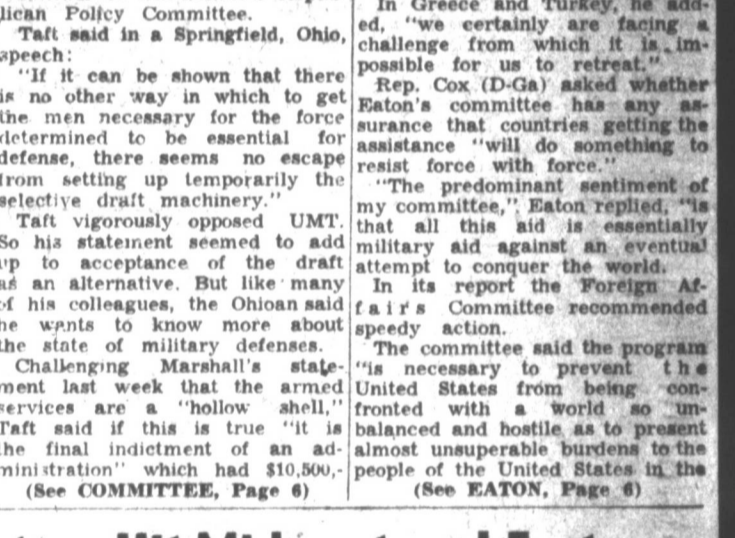 lican Policy Committee.
Taft said in a Springfield, Ohio,
speech:
"If it can be shown that there
is no other way in which to get
the men necessary for the force
determined to be essential for
defense, there seems no escape
from setting up temporarily the
selective draft machinery."
Taft vigorously opposed UMT.
So his statement seemed to add
up to acceptance of the draft
as an alternative. But like many
of his colleagues, the Ohioan said
he wants to know more about
the state of military defenses.
Challenging Marshall's state-
ment last week that the armed
services are a "hollow shell,"
Taft said if this is true "it is
the final indictment of an ad-
ministration" which had $10,500,-
(See COMMITTEE, Page 6)
In Greece and Turkey, he add-
ed, "we certainly are facing a
challenge from which it is im-
possible for us to retreat."
Rep. Cox (D-Ga) asked whether
Eaton's committee has any as-
surance that countries getting the
assistance "will do something to
resist force with force."
"The predominant sentiment of
my committee," Eaton replied, "is
that all this aid is essentially
military aid against an eventual
attempt to conquer the world.
In its report the Foreign Af-
fairs Committee recommended
speedy action.
The committee said the program
"is necessary to prevent the
United States from being con-
fronted with a world so un-
balanced and hostile as to present
almost unsuperable burdens to the
people of the United States in the
(See EATON, Page 6)